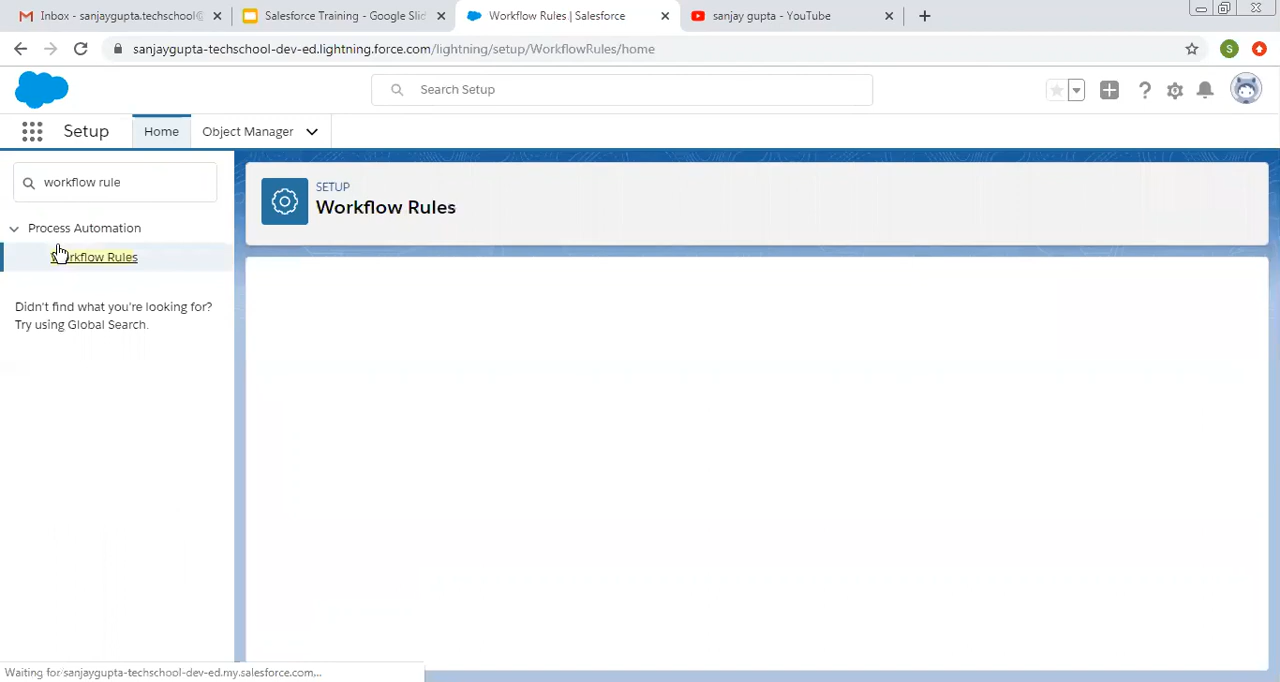 Inbox - sanjaygupta.techschool@
Salesforce Training - Google Slid
Workflow Rules | Salesforce
sanjay gupta - YouTube
sanjaygupta-techschool-dev-ed.lightning.force.com/lightning/setup/WorkflowRules/home
S
Search Setup
Setup
Home
Object Manager
workflow rule
SETUP
Workflow Rules
Process Automation
Workflow Rules
Didn't find what you're looking for?
Try using Global Search.
Waiting for sanjaygupta-techschool-dev-ed.my.salesforce.com...